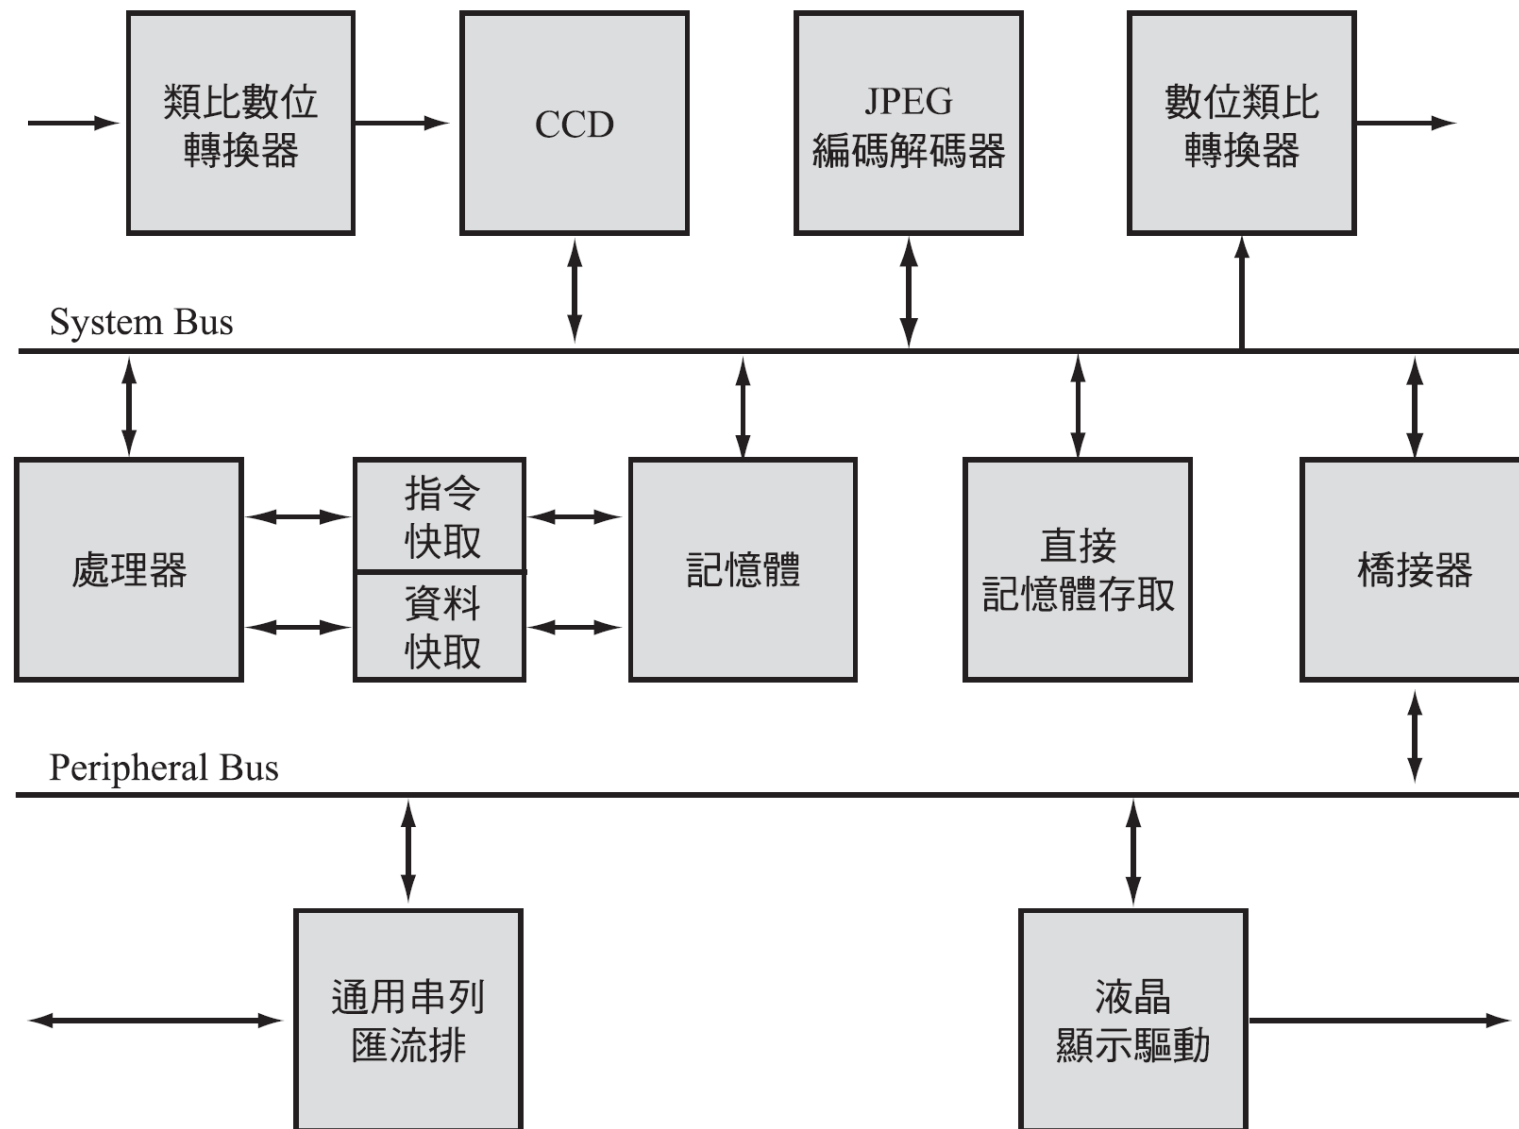 類比數位
轉換器
CCD
JPEG
編碼解碼器
數位類比
轉換器
System Bus
處理器
指令
快取
資料
快取
記憶體
直接
記憶體存取
橋接器
Peripheral Bus
通用串列
匯流排
液晶
顯示驅動